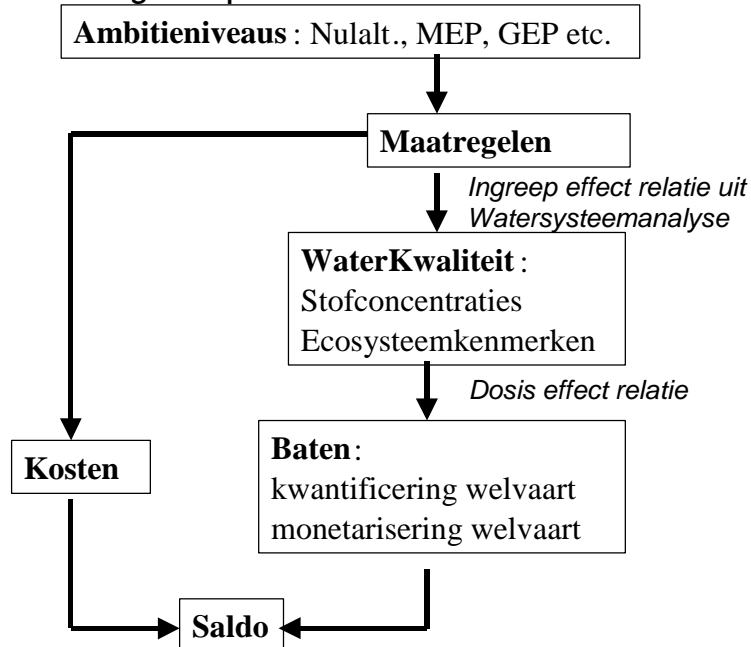 Ambitieniveaus : Nulalt., MEP, GEP etc.
Maatregelen
Ingreep effect relatie uit
Watersysteemanalyse
WaterKwaliteit :
Stofconcentraties
Ecosysteemkenmerken
Dosis effect relatie
Baten:
kwantificering welvaart
monetarisering welvaart
Kosten
Saldo